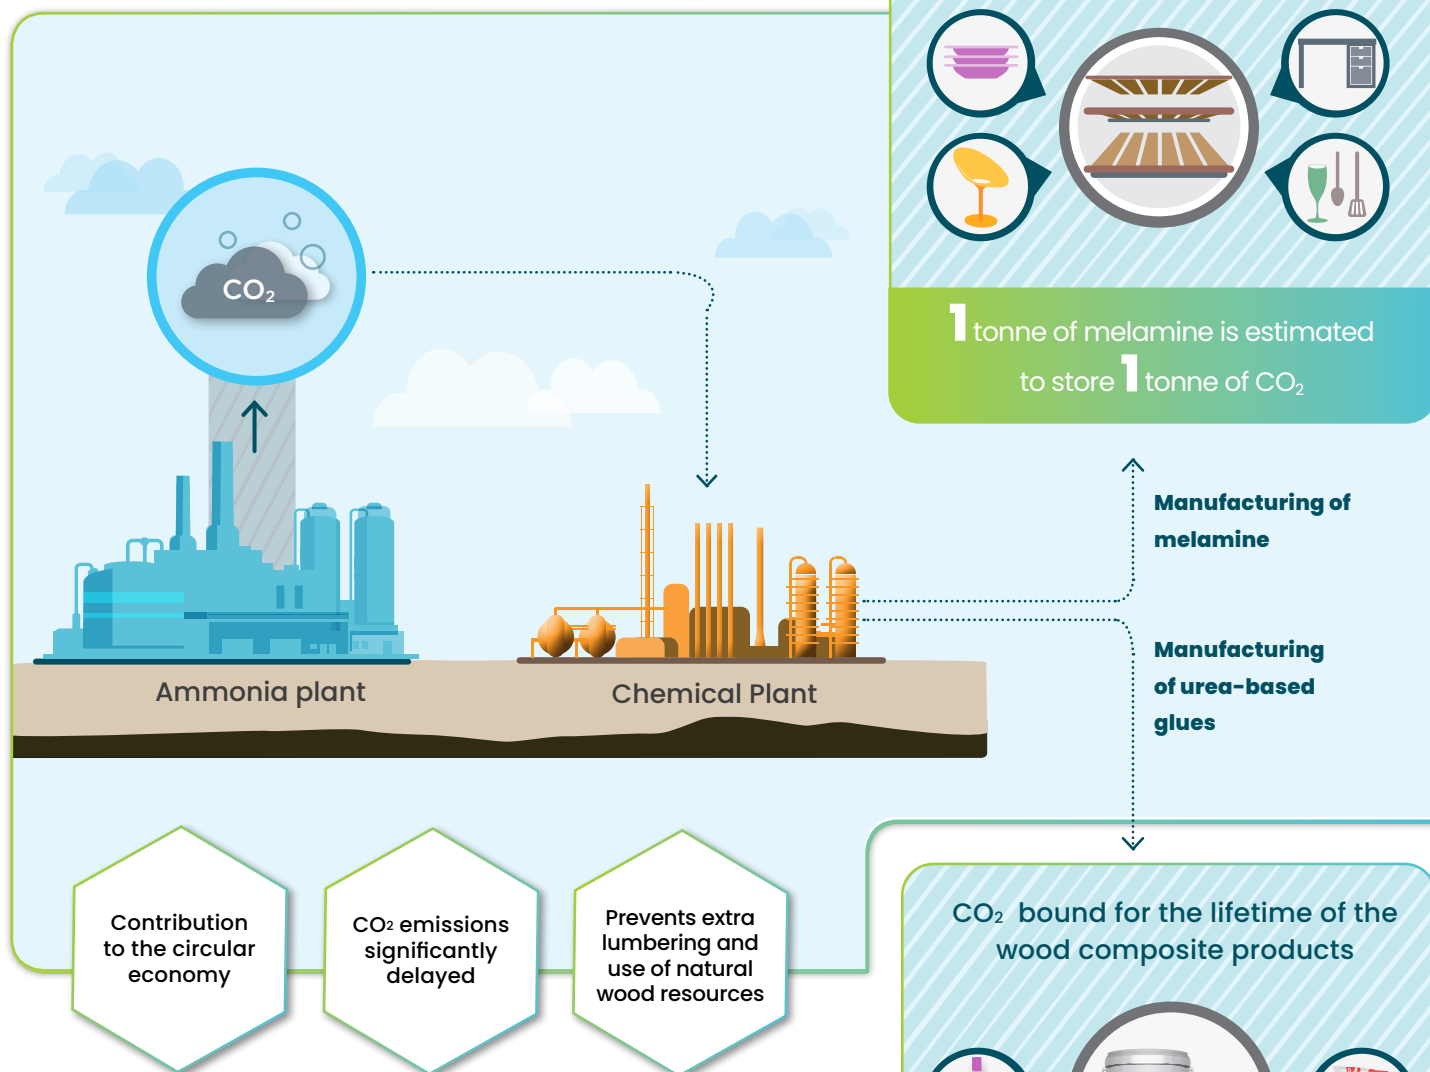 CO₂
1 tonne of melamine is estimated
to store 1 tonne of CO₂
Manufacturing of
melamine
Manufacturing
of urea-based
glues
Ammonia plant
Chemical Plant
Contribution
to the circular
economy
CO₂ emissions
significantly
delayed
Prevents extra
lumbering and
use of natural
wood resources
CO₂ bound for the lifetime of the
wood composite products